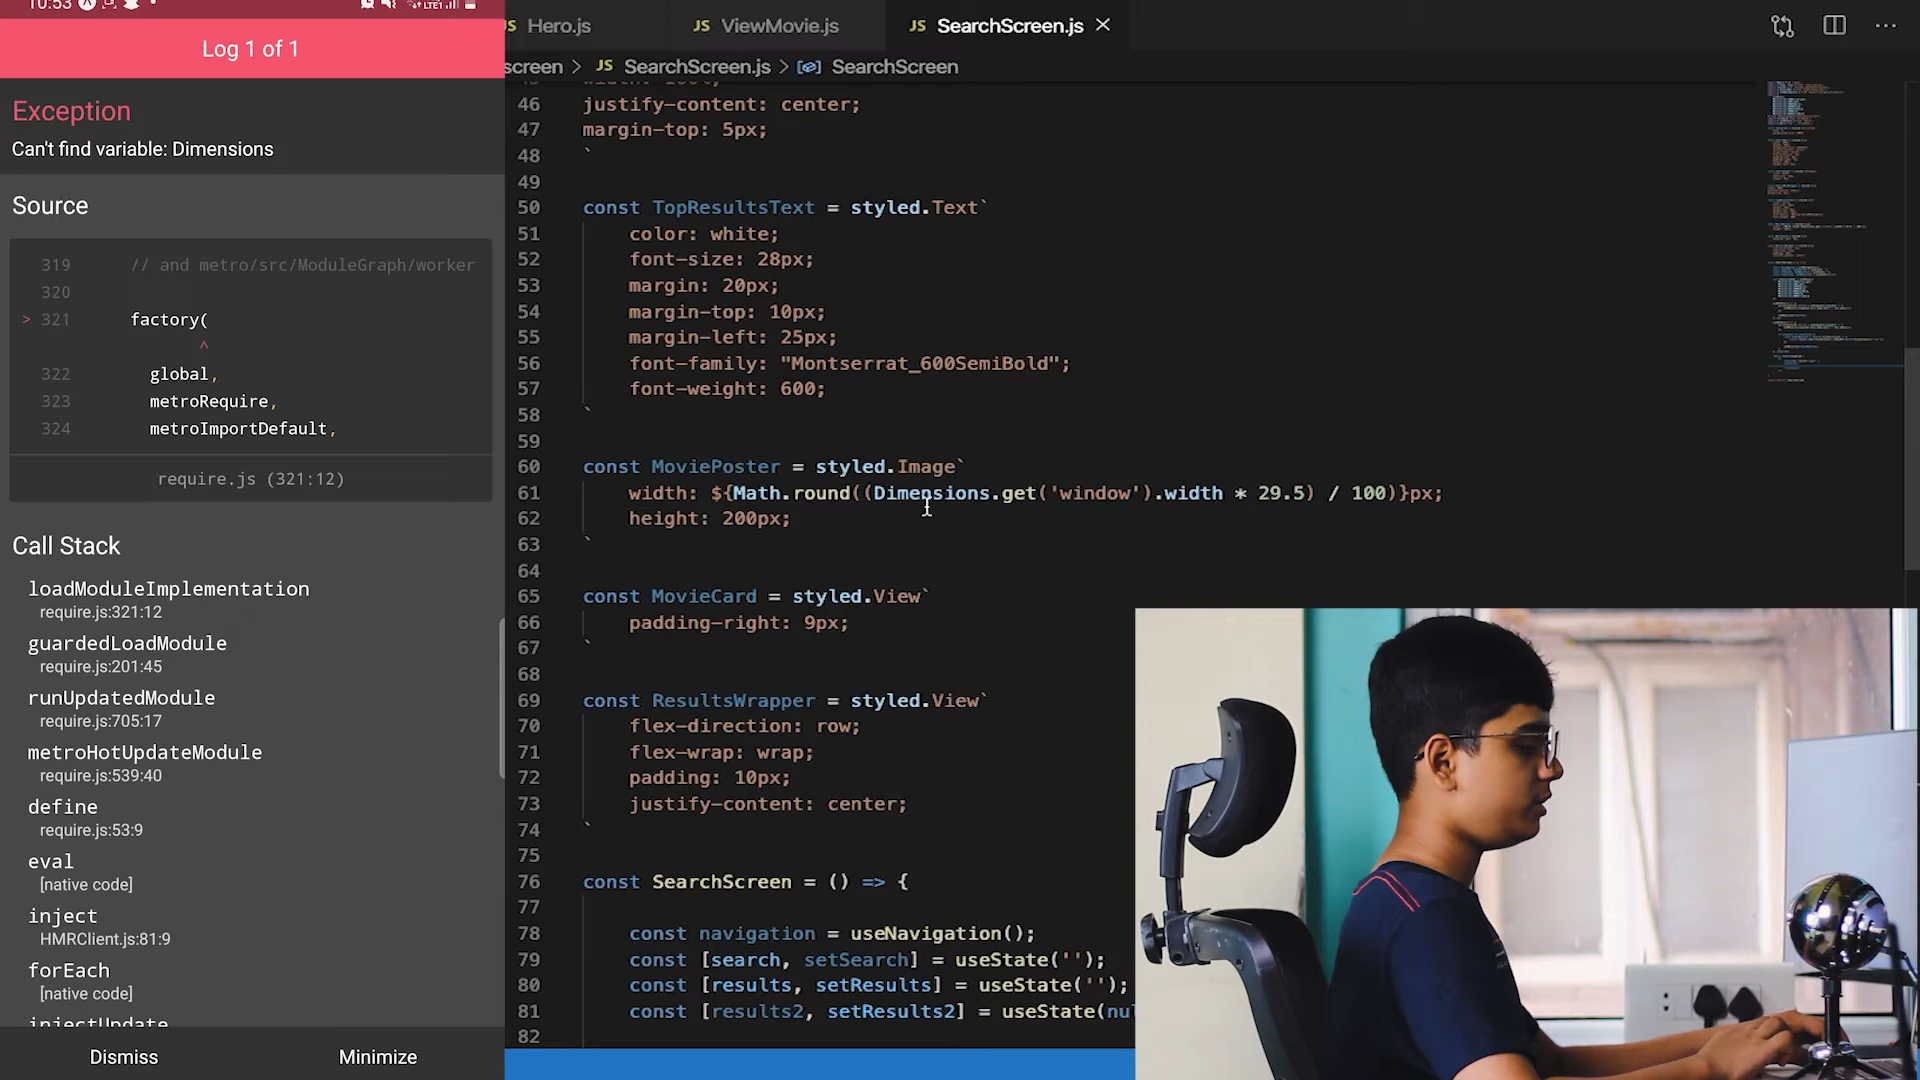 10:53
Log 1 of 1
Exception
Can't find variable: Dimensions
Source
319 // and metro/src/ModuleGraph/worker
320
> 321 factory(
^
322 global,
323 metroRequire,
324 metroImportDefault,
require.js (321:12)
Call Stack
loadModuleImplementation
require.js:321:12
guardedLoadModule
require.js:201:45
runUpdatedModule
require.js:705:17
metroHotUpdateModule
require.js:539:40
define
require.js:53:9
eval
[native code]
inject
HMRClient.js:81:9
forEach
[native code]
injectUpdate
Dismiss Minimize
JS Hero.js JS ViewMovie.js JS SearchScreen.js
screen > JS SearchScreen.js > SearchScreen
46 justify-content: center;
47 margin-top: 5px;
48 `
49
50 const TopResultsText = styled.Text`
51 color: white;
52 font-size: 28px;
53 margin: 20px;
54 margin-top: 10px;
55 margin-left: 25px;
56 font-family: "Montserrat_600SemiBold";
57 font-weight: 600;
58 `
59
60 const MoviePoster = styled.Image`
61 width: ${Math.round((Dimensions.get('window').width * 29.5) / 100)}px;
62 height: 200px;
63 `
64
65 const MovieCard = styled.View`
66 padding-right: 9px;
67 `
68
69 const ResultsWrapper = styled.View`
70 flex-direction: row;
71 flex-wrap: wrap;
72 padding: 10px;
73 justify-content: center;
74 `
75
76 const SearchScreen = () => {
77
78 const navigation = useNavigation();
79 const [search, setSearch] = useState('');
80 const [results, setResults] = useState('');
81 const [results2, setResults2] = useState(nul
82